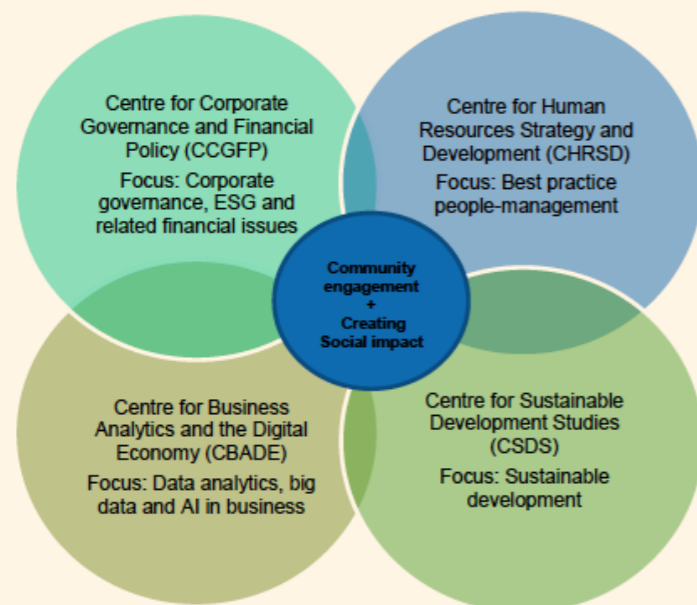 Centre for Corporate
Governance and Financial
Policy (CCGFP)
Focus: Corporate
governance, ESG and
related financial issues
Centre for Human
Resources Strategy and
Development (CHRSD)
Focus: Best practice
people-management
Community
engagement
+
Creating
Social impact
Centre for Business
Analytics and the Digital
Economy (CBADE)
Focus: Data analytics, big
data and AI in business
Centre for Sustainable
Development Studies
(CSDS)
Focus: Sustainable
development